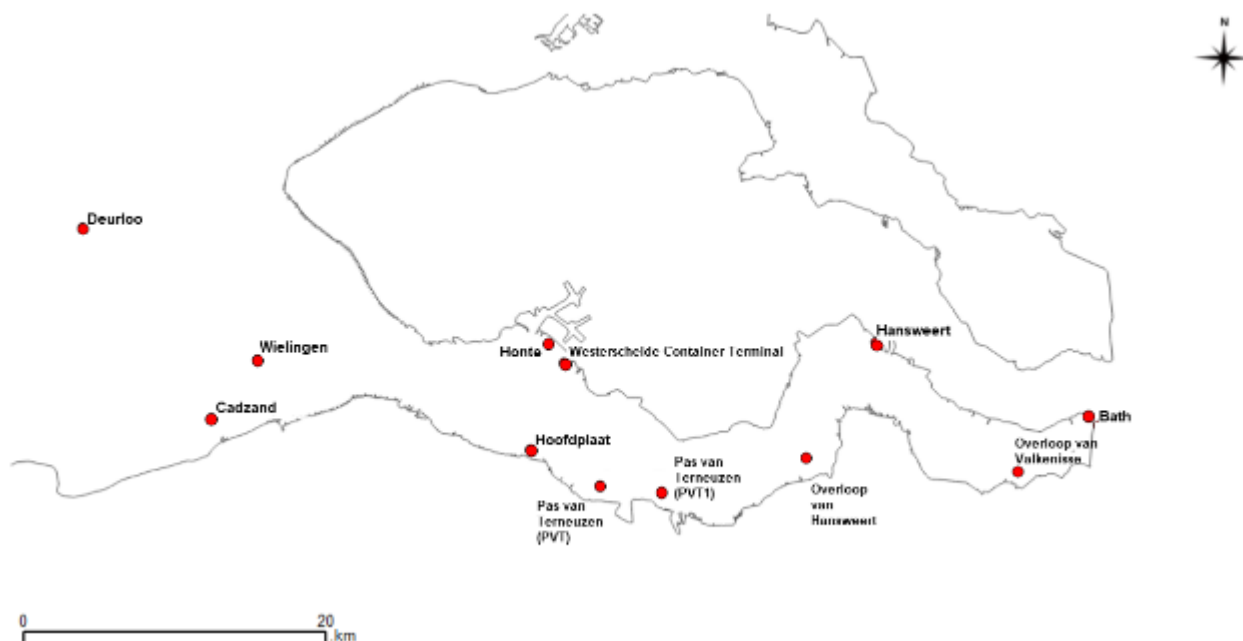 N
Deurloo
Wielingen
Cadzand
Honte
Westerschelde Container Terminal
Hansweert
Bath
Hoofdplaat
Overloop van
Valkenisse
Pas van
Terneuzen
(PVT1)
Pas van
Terneuzen
(PVT)
Overloop
van
Hansweert
0
20
km